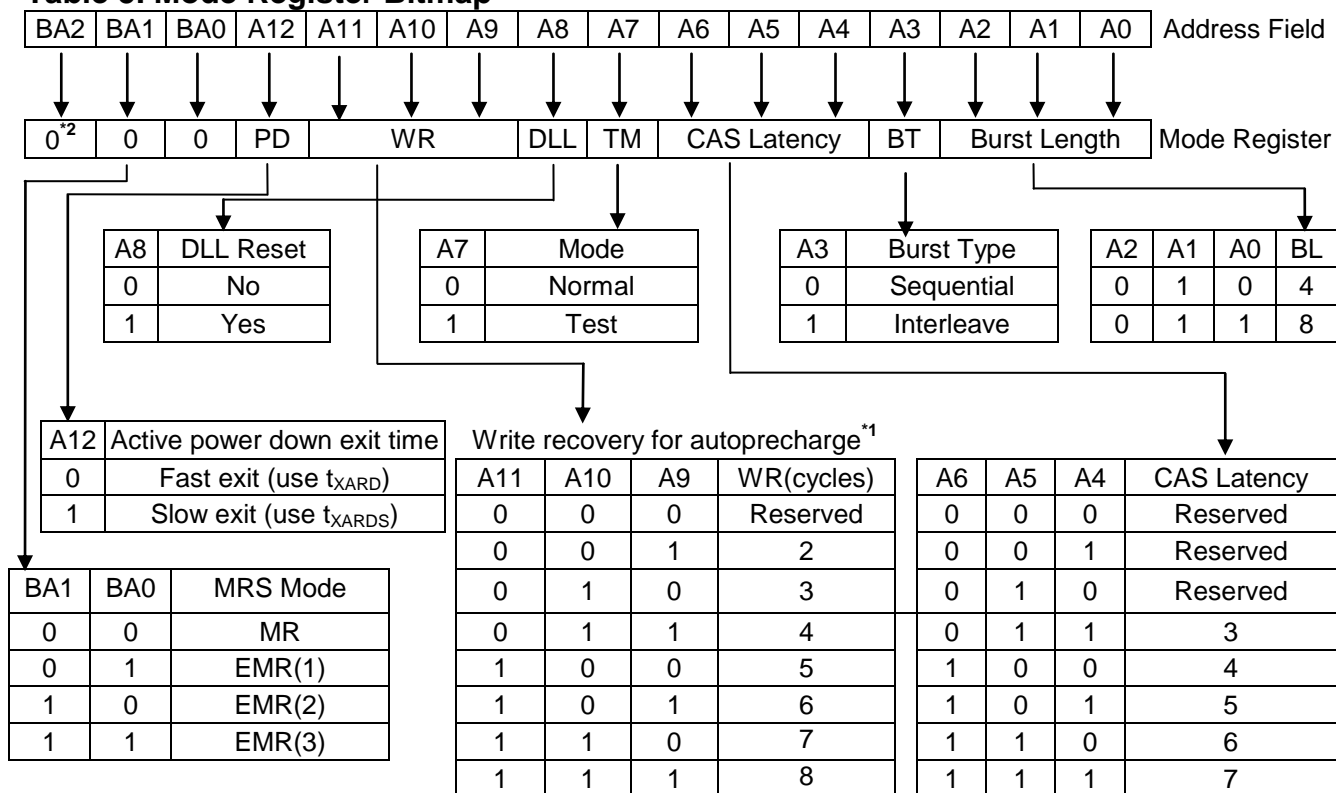 Table 5. Mode Register Bitmap
BA2 BA1 BA0 A12 A11 A10 A9 A8 A7 A6 A5 A4 A3 A2 A1 A0 Address Field
0*2 0 0 PD WR DLL TM CAS Latency BT Burst Length Mode Register
A8 DLL Reset
0 No
1 Yes
A7 Mode
0 Normal
1 Test
A3 Burst Type
0 Sequential
1 Interleave
A2 A1 A0 BL
0 1 0 4
0 1 1 8
A12 Active power down exit time
0 Fast exit (use tXARD)
1 Slow exit (use tXARDS)
BA1 BA0 MRS Mode
0 0 MR
0 1 EMR(1)
1 0 EMR(2)
1 1 EMR(3)
Write recovery for autoprecharge*1
A11 A10 A9 WR(cycles)
0 0 0 Reserved
0 0 1 2
0 1 0 3
0 1 1 4
1 0 0 5
1 0 1 6
1 1 0 7
1 1 1 8
A6 A5 A4 CAS Latency
0 0 0 Reserved
0 0 1 Reserved
0 1 0 Reserved
0 1 1 3
1 0 0 4
1 0 1 5
1 1 0 6
1 1 1 7